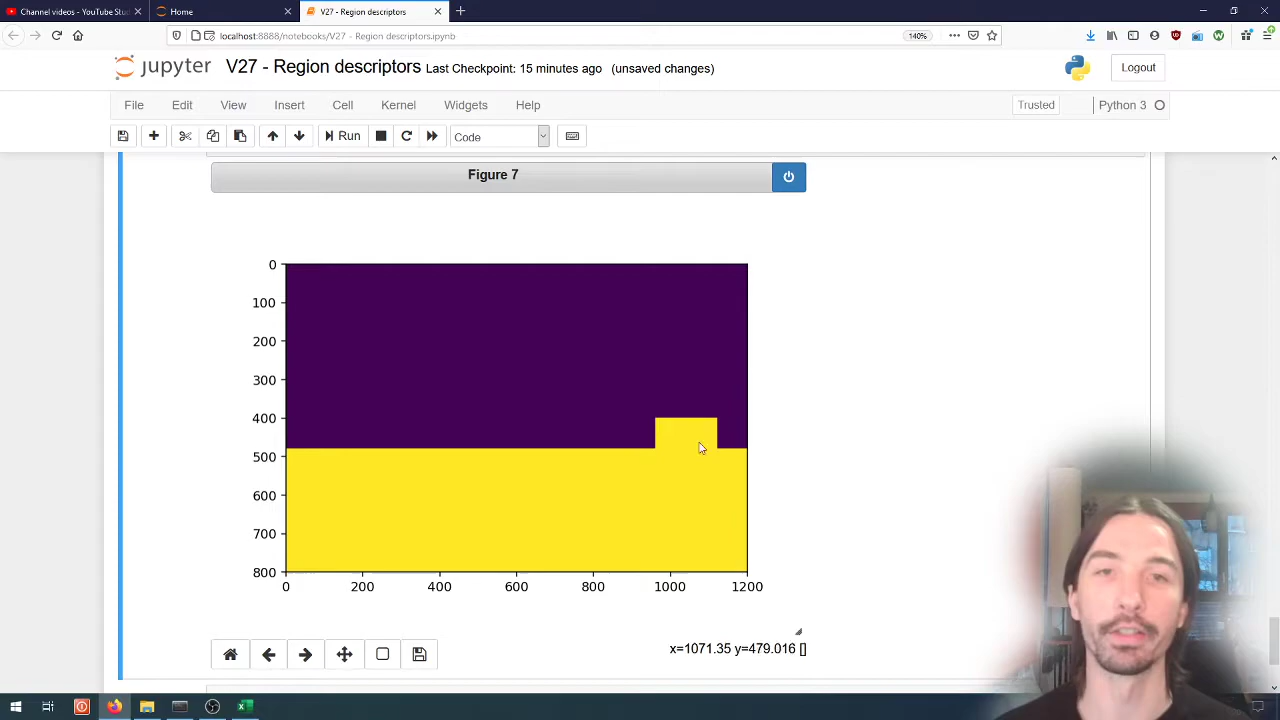 Channel videos - YouTube Stu
Home
V27 - Region descriptors
localhost:8888/notebooks/V27 - Region descriptors.ipynb
140%
jupyter
V27 - Region descriptors Last Checkpoint: 15 minutes ago (unsaved changes)
Logout
File Edit View Insert Cell Kernel Widgets Help
Trusted
Python 3
Run
Code
Figure 7
0
100
200
300
400
500
600
700
800
0 200 400 600 800 1000 1200
x=1071.35 y=479.016 []